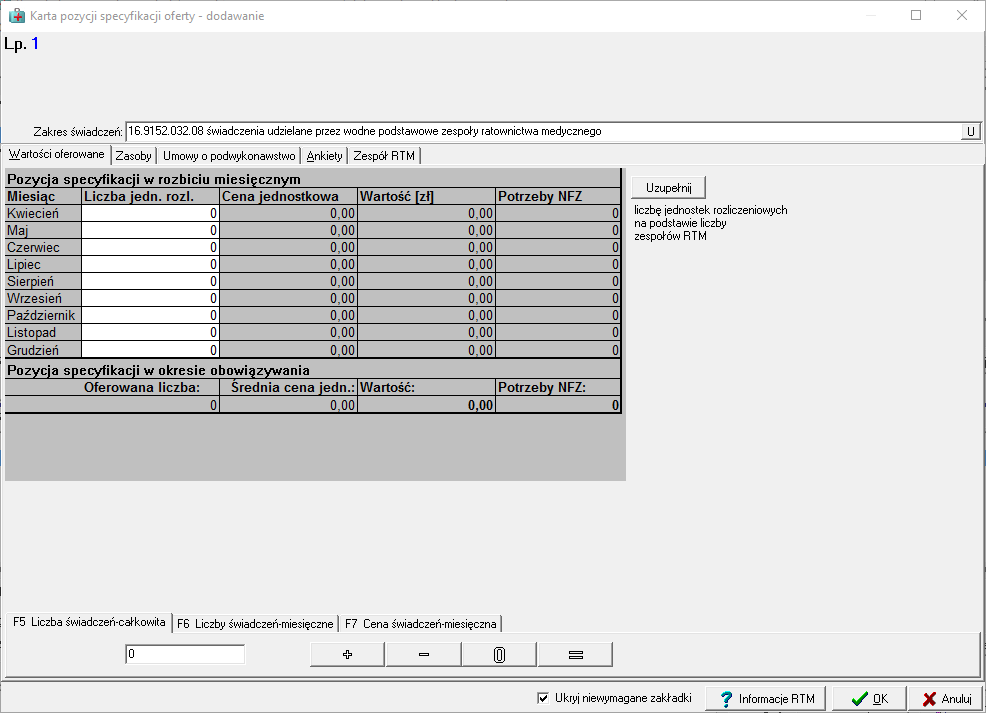 Karta pozycji specyfikacji oferty - dodawanie
Lp. 1
Zakres świadczeń: 16.9152.032.08 świadczenia udzielane przez wodne podstawowe zespoły ratownictwa medycznego U
Wartości oferowane Zasoby Umowy o podwykonawstwo Ankiety Zespół RTM
Pozycja specyfikacji w rozbiciu miesięcznym
Miesiąc Liczba jedn. rozl. Cena jednostkowa Wartość [zł] Potrzeby NFZ
Kwiecień 0 0,00 0,00 0
Maj 0 0,00 0,00 0
Czerwiec 0 0,00 0,00 0
Lipiec 0 0,00 0,00 0
Sierpień 0 0,00 0,00 0
Wrzesień 0 0,00 0,00 0
Październik 0 0,00 0,00 0
Listopad 0 0,00 0,00 0
Grudzień 0 0,00 0,00 0
Pozycja specyfikacji w okresie obowiązywania
Oferowana liczba: Średnia cena jedn.: Wartość: Potrzeby NFZ:
0 0,00 0,00 0
Uzupełnij
liczbę jednostek rozliczeniowych
na podstawie liczby
zespołów RTM
F5 Liczba świadczeń-całkowita F6 Liczby świadczeń-miesięczne F7 Cena świadczeń-miesięczna
0 + - 0 =
Ukryj niewymagane zakładki ? Informacje RTM OK Anuluj